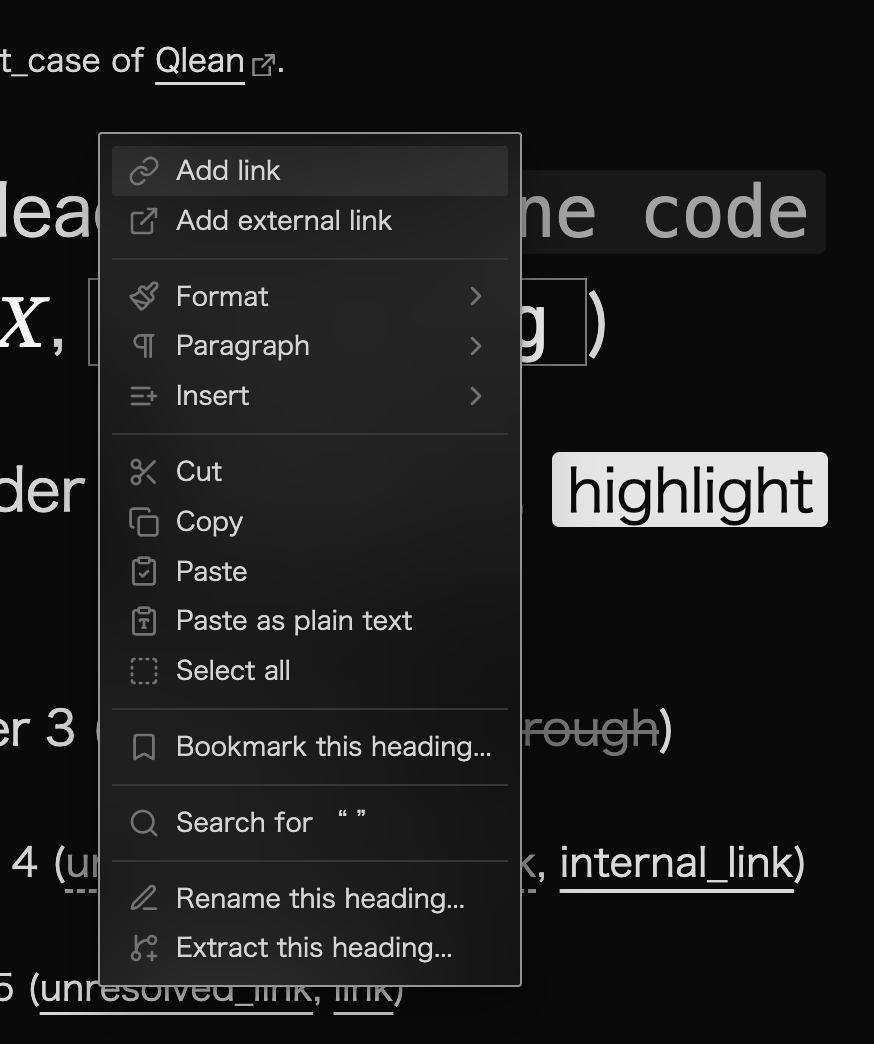 t_case of Qlean.
lea
ne code
X,
g )
Add link
Add external link
Format
Paragraph
Insert
der
highlight
Cut
Copy
Paste
Paste as plain text
Select all
er 3 (
rough)
Bookmark this heading...
Search for “ ”
4 (un
k, internal_link)
Rename this heading...
Extract this heading...
5 (unresolved_link, link)